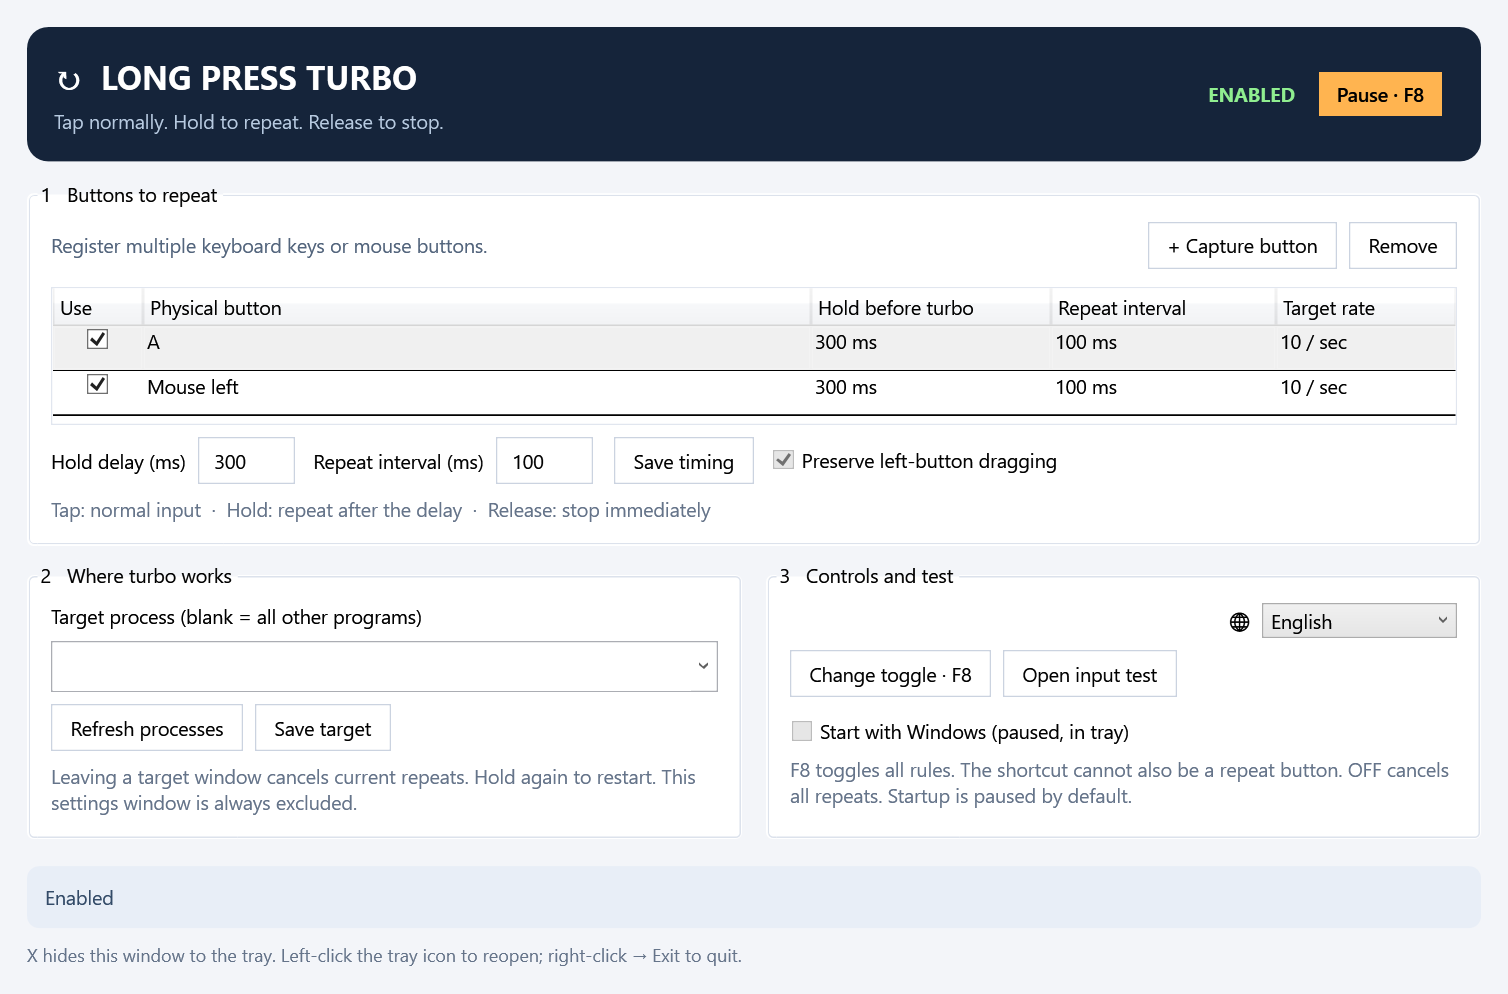 ↻ LONG PRESS TURBO
Tap normally. Hold to repeat. Release to stop.
ENABLED
Pause · F8
1 Buttons to repeat
Register multiple keyboard keys or mouse buttons.
+ Capture button
Remove
Use Physical button Hold before turbo Repeat interval Target rate
A 300 ms 100 ms 10 / sec
Mouse left 300 ms 100 ms 10 / sec
Hold delay (ms) 300 Repeat interval (ms) 100 Save timing Preserve left-button dragging
Tap: normal input · Hold: repeat after the delay · Release: stop immediately
2 Where turbo works
Target process (blank = all other programs)
Refresh processes Save target
Leaving a target window cancels current repeats. Hold again to restart. This
settings window is always excluded.
3 Controls and test
English
Change toggle · F8 Open input test
Start with Windows (paused, in tray)
F8 toggles all rules. The shortcut cannot also be a repeat button. OFF cancels
all repeats. Startup is paused by default.
Enabled
X hides this window to the tray. Left-click the tray icon to reopen; right-click → Exit to quit.